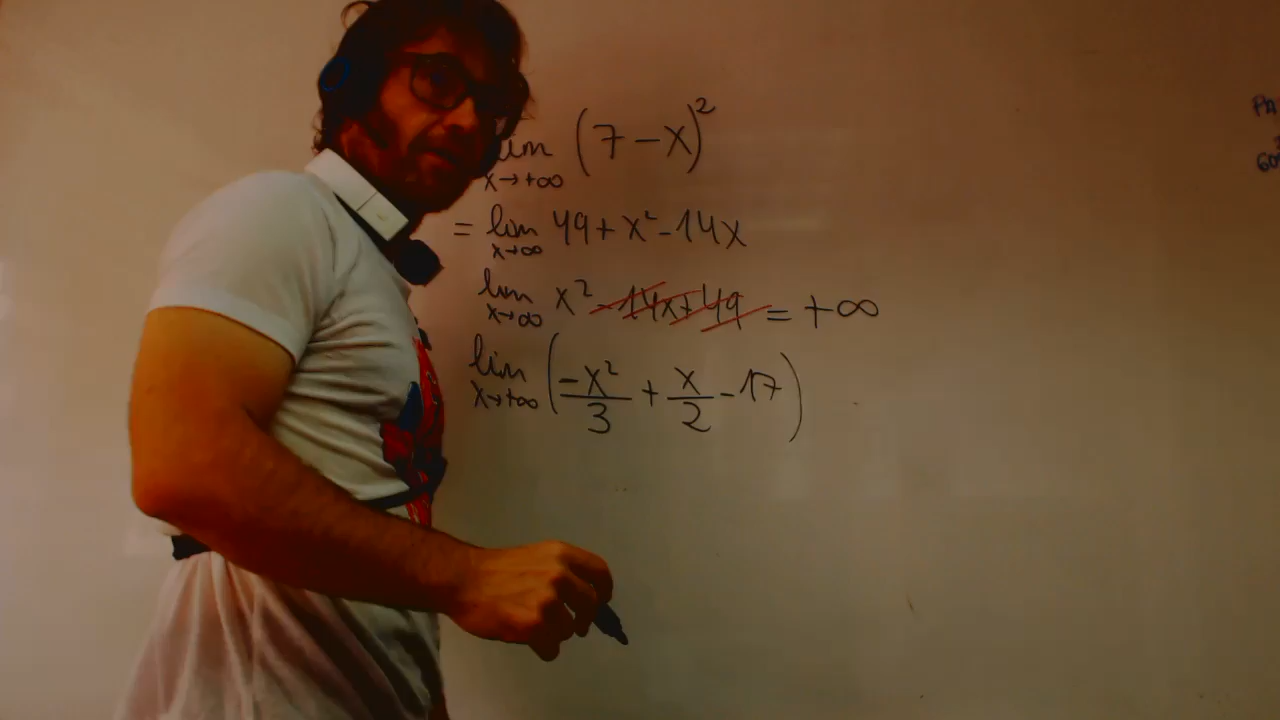 lim x→+∞ (7-x)²
= lim x→∞ 49+x²-14x
lim x→∞ x²-14x+49 = +∞
lim x→+∞ (-x²/3 + x/2 - 17)